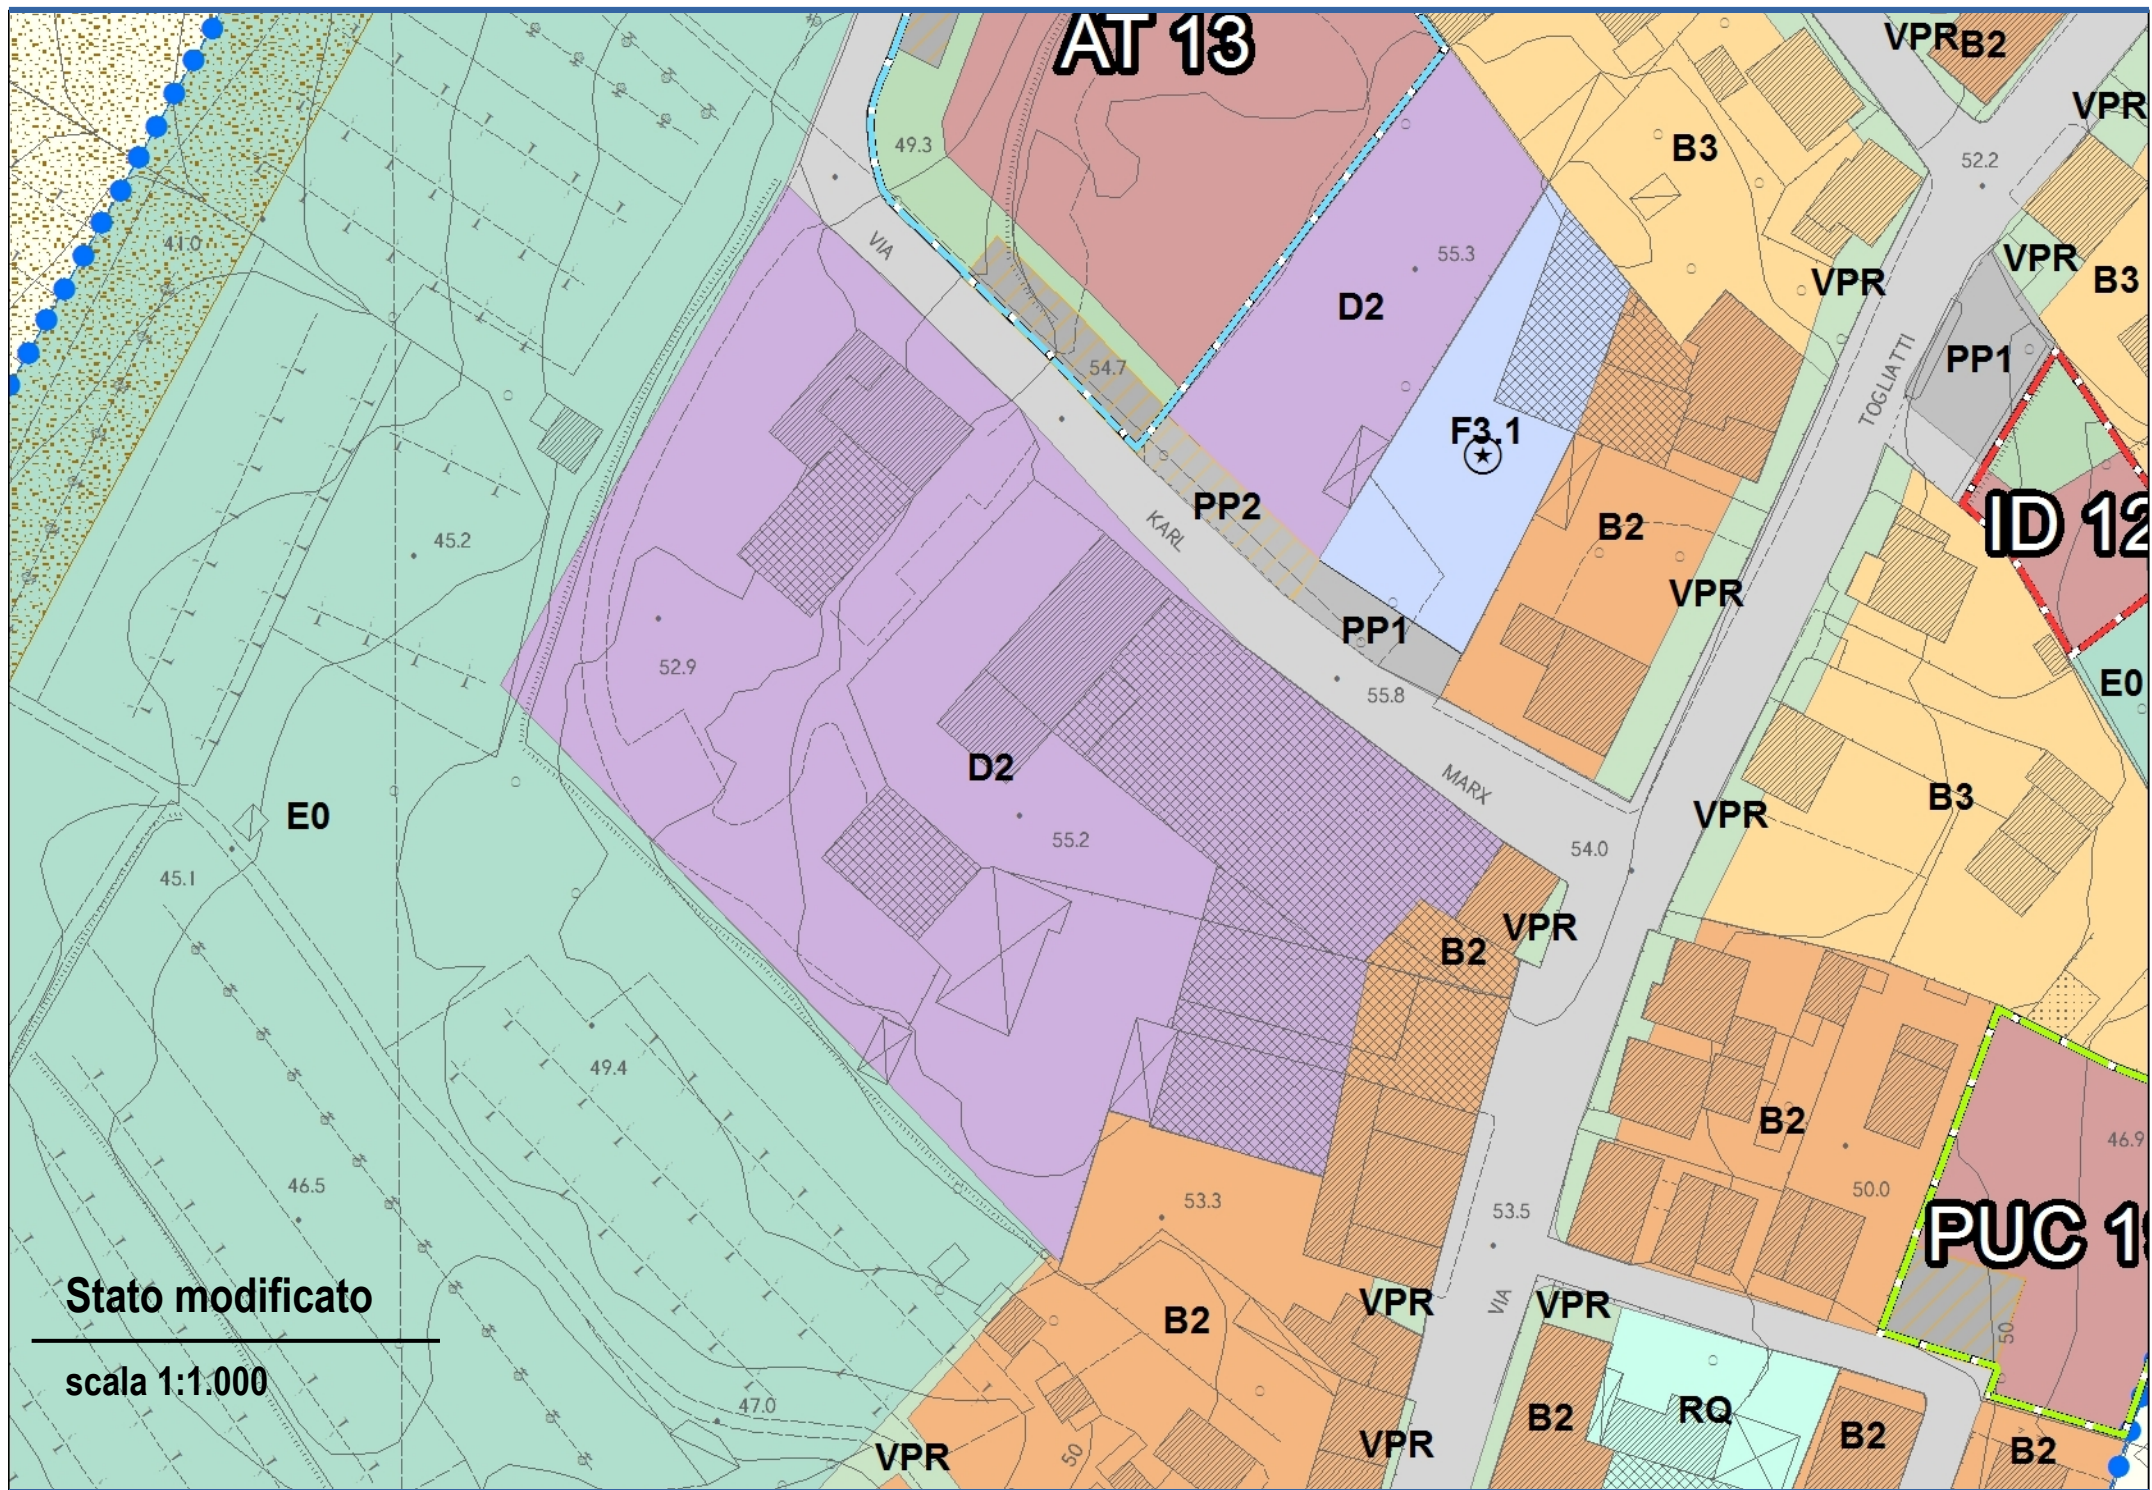 AT 13
VPR
B2
VPR
49.3
B3
52.2
41.0
VIA
55.3
VPR
VPR
B3
D2
54.7
PP1
TOGLIATTI
F3.1
PP2
KARL
B2
ID 12
45.2
VPR
PP1
52.9
55.8
E0
D2
MARX
B3
VPR
E0
55.2
54.0
45.1
VPR
B2
49.4
B2
46.9
46.5
53.3
50.0
53.5
PUC 1
Stato modificato
VPR
VIA
VPR
B2
50
scala 1:1.000
47.0
B2
RQ
B2
VPR
50
VPR
B2